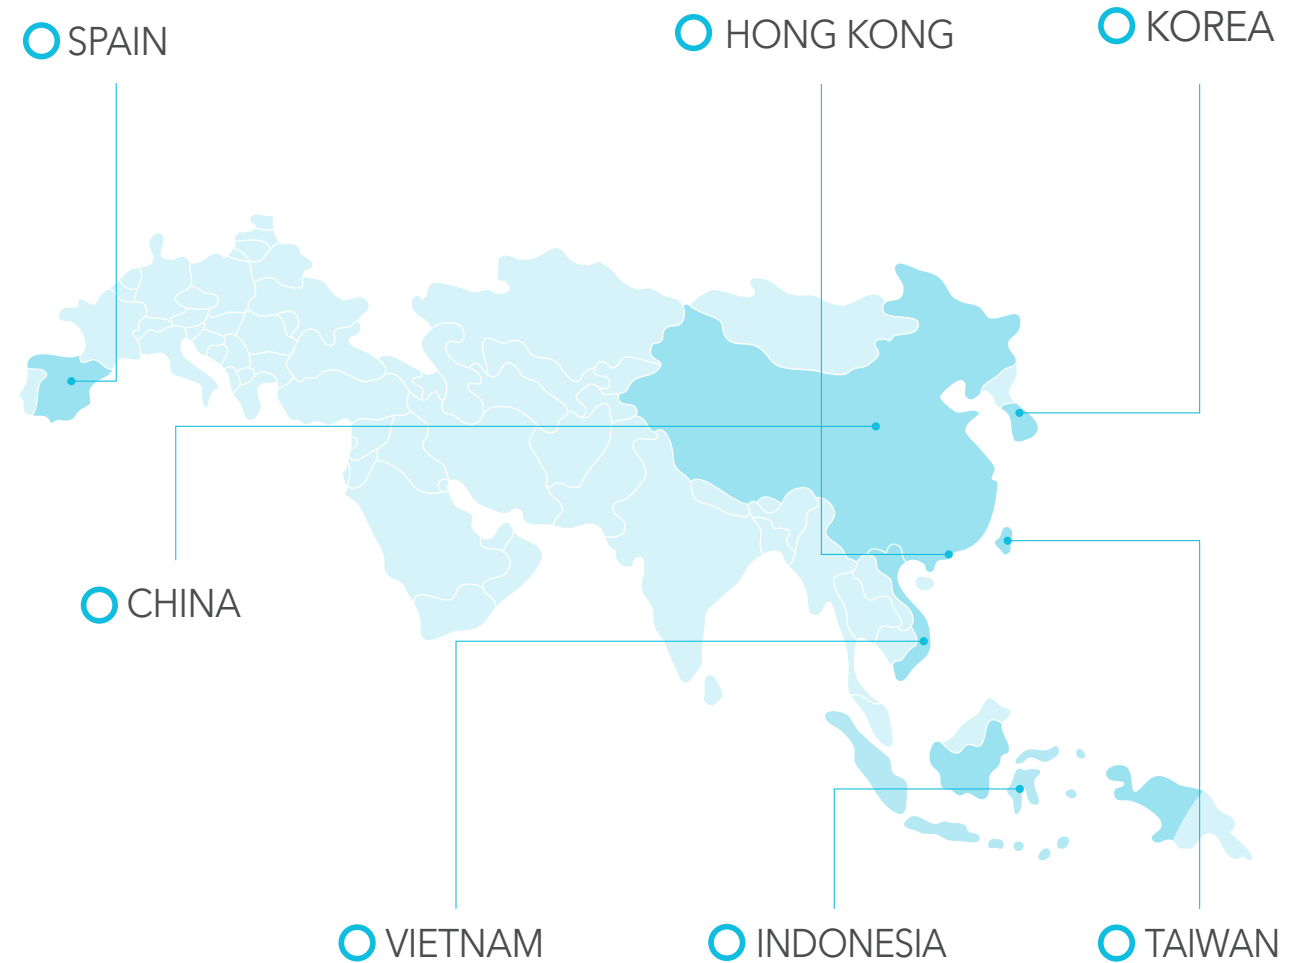 SPAIN
HONG KONG
KOREA
CHINA
VIETNAM
INDONESIA
TAIWAN